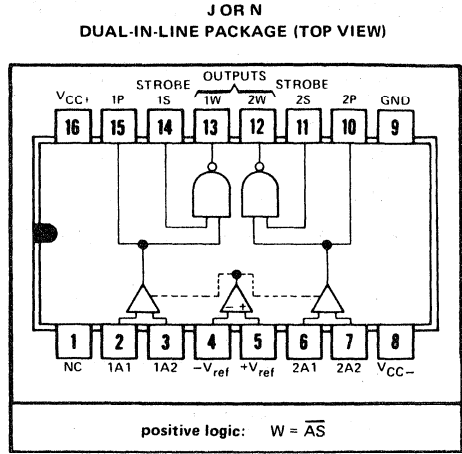 J OR N
DUAL-IN-LINE PACKAGE (TOP VIEW)
OUTPUTS
STROBE STROBE
VCC+ 1P 1S 1W 2W 2S 2P GND
16 15 14 13 12 11 10 9
- +
1 2 3 4 5 6 7 8
NC 1A1 1A2 −Vref +Vref 2A1 2A2 VCC−
positive logic: W = A̅S̅